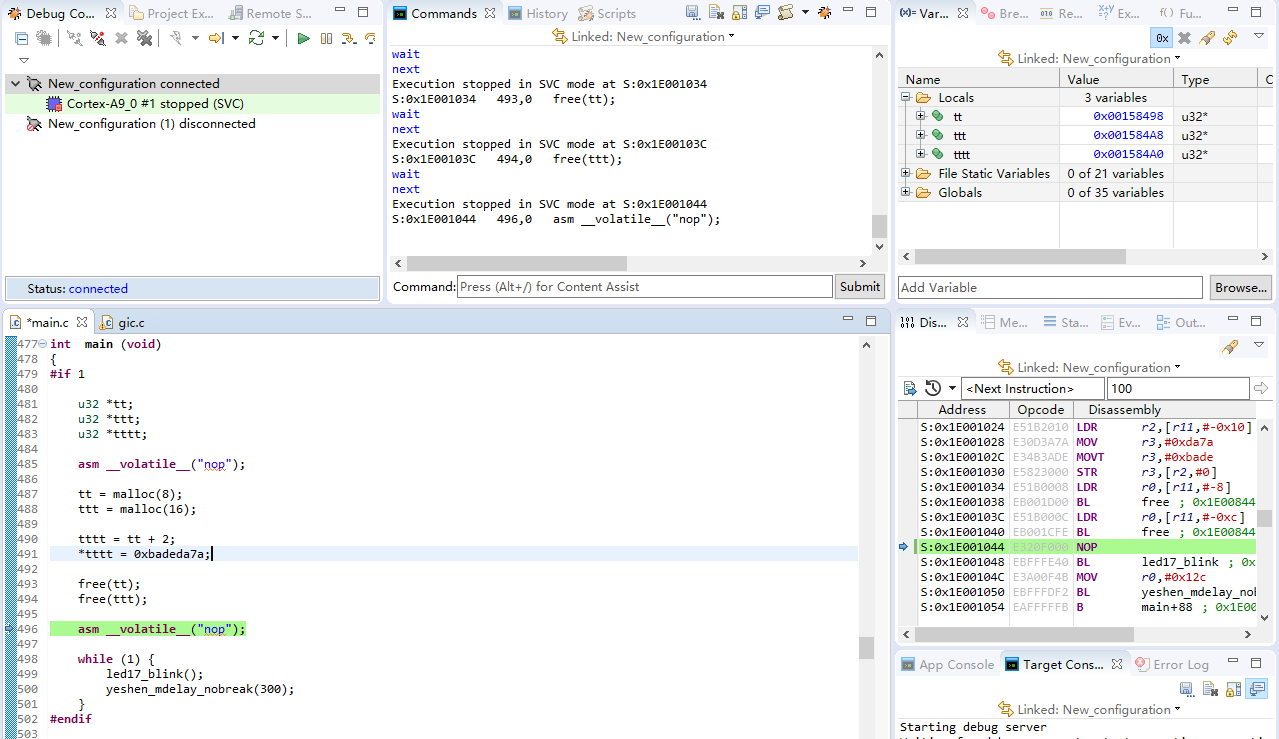 Debug Co... Project Ex... Remote S...
New_configuration connected
Cortex-A9_0 #1 stopped (SVC)
New_configuration (1) disconnected
Status: connected
Commands History Scripts
Linked: New_configuration
wait
next
Execution stopped in SVC mode at S:0x1E001034
S:0x1E001034 493,0 free(tt);
wait
next
Execution stopped in SVC mode at S:0x1E00103C
S:0x1E00103C 494,0 free(ttt);
wait
next
Execution stopped in SVC mode at S:0x1E001044
S:0x1E001044 496,0 asm __volatile__("nop");
Command: Press (Alt+/) for Content Assist Submit
(x)= Var... Bre... 010 Re... Ex... f() Fu...
0x
Linked: New_configuration
Name Value Type C
Locals 3 variables
tt 0x00158498 u32*
ttt 0x001584A8 u32*
tttt 0x001584A0 u32*
File Static Variables 0 of 21 variables
Globals 0 of 35 variables
Add Variable Browse...
*main.c gic.c
477 int main (void)
478 {
479 #if 1
480
481 u32 *tt;
482 u32 *ttt;
483 u32 *tttt;
484
485 asm __volatile__("nop");
486
487 tt = malloc(8);
488 ttt = malloc(16);
489
490 tttt = tt + 2;
491 *tttt = 0xbadeda7a;
492
493 free(tt);
494 free(ttt);
495
496 asm __volatile__("nop");
497
498 while (1) {
499 led17_blink();
500 yeshen_mdelay_nobreak(300);
501 }
502 #endif
503
Dis... Me... Sta... Ev... Out...
Linked: New_configuration
<Next Instruction> 100
Address Opcode Disassembly
S:0x1E001024 E51B2010 LDR r2,[r11,#-0x10]
S:0x1E001028 E30D3A7A MOV r3,#0xda7a
S:0x1E00102C E34B3ADE MOVT r3,#0xbade
S:0x1E001030 E5823000 STR r3,[r2,#0]
S:0x1E001034 E51B0008 LDR r0,[r11,#-8]
S:0x1E001038 EB001D00 BL free ; 0x1E00844
S:0x1E00103C E51B000C LDR r0,[r11,#-0xc]
S:0x1E001040 EB001CFE BL free ; 0x1E00844
S:0x1E001044 E320F000 NOP
S:0x1E001048 EBFFFE40 BL led17_blink ; 0x
S:0x1E00104C E3A00F4B MOV r0,#0x12c
S:0x1E001050 EBFFFDF2 BL yeshen_mdelay_nob
S:0x1E001054 EAFFFFFB B main+88 ; 0x1E00
App Console Target Cons... Error Log
Linked: New_configuration
Starting debug server